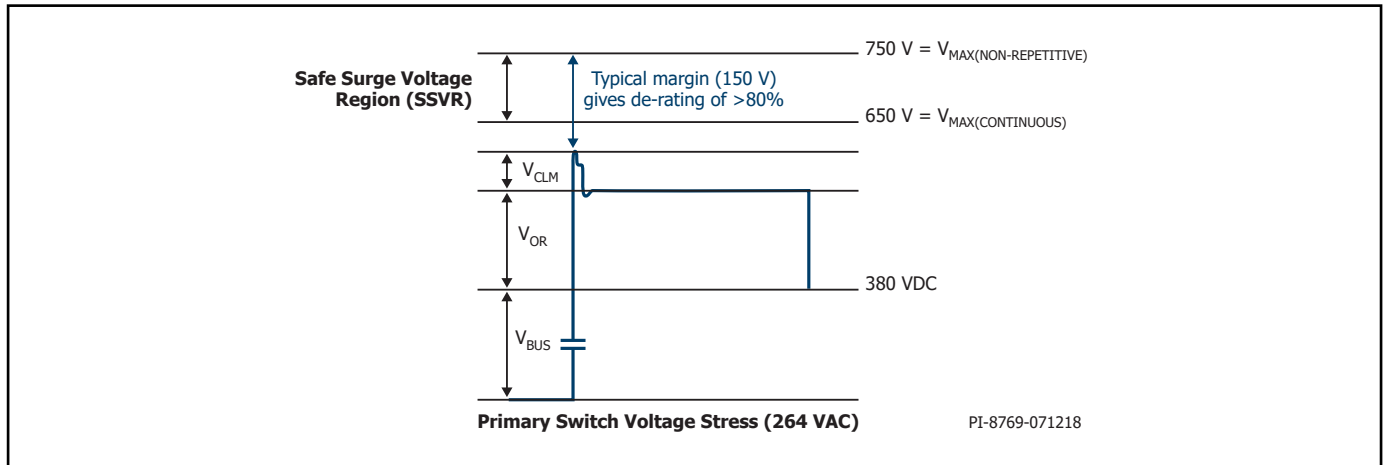 750 V = VMAX(NON-REPETITIVE)
Safe Surge Voltage
Region (SSVR)
Typical margin (150 V)
gives de-rating of >80%
650 V = VMAX(CONTINUOUS)
VCLM
VOR
380 VDC
VBUS
Primary Switch Voltage Stress (264 VAC)
PI-8769-071218